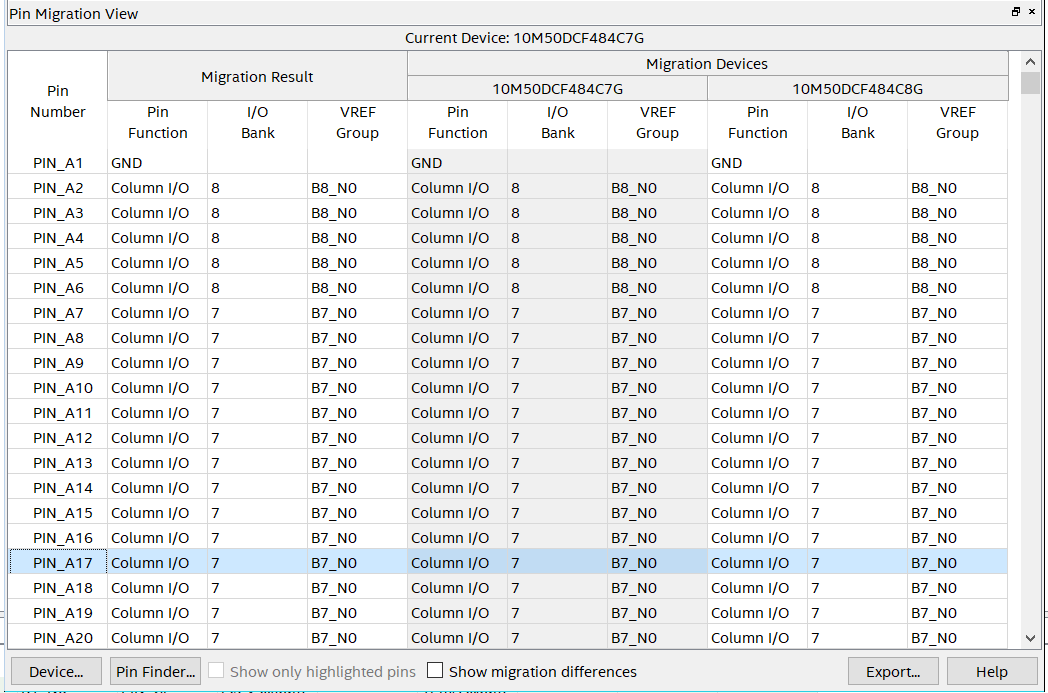 Pin Migration View
Current Device: 10M50DCF484C7G
Pin Number
Migration Result
Migration Devices
10M50DCF484C7G 10M50DCF484C8G
Pin Function I/O Bank VREF Group Pin Function I/O Bank VREF Group Pin Function I/O Bank VREF Group
PIN_A1 GND GND GND
PIN_A2 Column I/O 8 B8_N0 Column I/O 8 B8_N0 Column I/O 8 B8_N0
PIN_A3 Column I/O 8 B8_N0 Column I/O 8 B8_N0 Column I/O 8 B8_N0
PIN_A4 Column I/O 8 B8_N0 Column I/O 8 B8_N0 Column I/O 8 B8_N0
PIN_A5 Column I/O 8 B8_N0 Column I/O 8 B8_N0 Column I/O 8 B8_N0
PIN_A6 Column I/O 8 B8_N0 Column I/O 8 B8_N0 Column I/O 8 B8_N0
PIN_A7 Column I/O 7 B7_N0 Column I/O 7 B7_N0 Column I/O 7 B7_N0
PIN_A8 Column I/O 7 B7_N0 Column I/O 7 B7_N0 Column I/O 7 B7_N0
PIN_A9 Column I/O 7 B7_N0 Column I/O 7 B7_N0 Column I/O 7 B7_N0
PIN_A10 Column I/O 7 B7_N0 Column I/O 7 B7_N0 Column I/O 7 B7_N0
PIN_A11 Column I/O 7 B7_N0 Column I/O 7 B7_N0 Column I/O 7 B7_N0
PIN_A12 Column I/O 7 B7_N0 Column I/O 7 B7_N0 Column I/O 7 B7_N0
PIN_A13 Column I/O 7 B7_N0 Column I/O 7 B7_N0 Column I/O 7 B7_N0
PIN_A14 Column I/O 7 B7_N0 Column I/O 7 B7_N0 Column I/O 7 B7_N0
PIN_A15 Column I/O 7 B7_N0 Column I/O 7 B7_N0 Column I/O 7 B7_N0
PIN_A16 Column I/O 7 B7_N0 Column I/O 7 B7_N0 Column I/O 7 B7_N0
PIN_A17 Column I/O 7 B7_N0 Column I/O 7 B7_N0 Column I/O 7 B7_N0
PIN_A18 Column I/O 7 B7_N0 Column I/O 7 B7_N0 Column I/O 7 B7_N0
PIN_A19 Column I/O 7 B7_N0 Column I/O 7 B7_N0 Column I/O 7 B7_N0
PIN_A20 Column I/O 7 B7_N0 Column I/O 7 B7_N0 Column I/O 7 B7_N0
Device... Pin Finder... Show only highlighted pins Show migration differences Export... Help